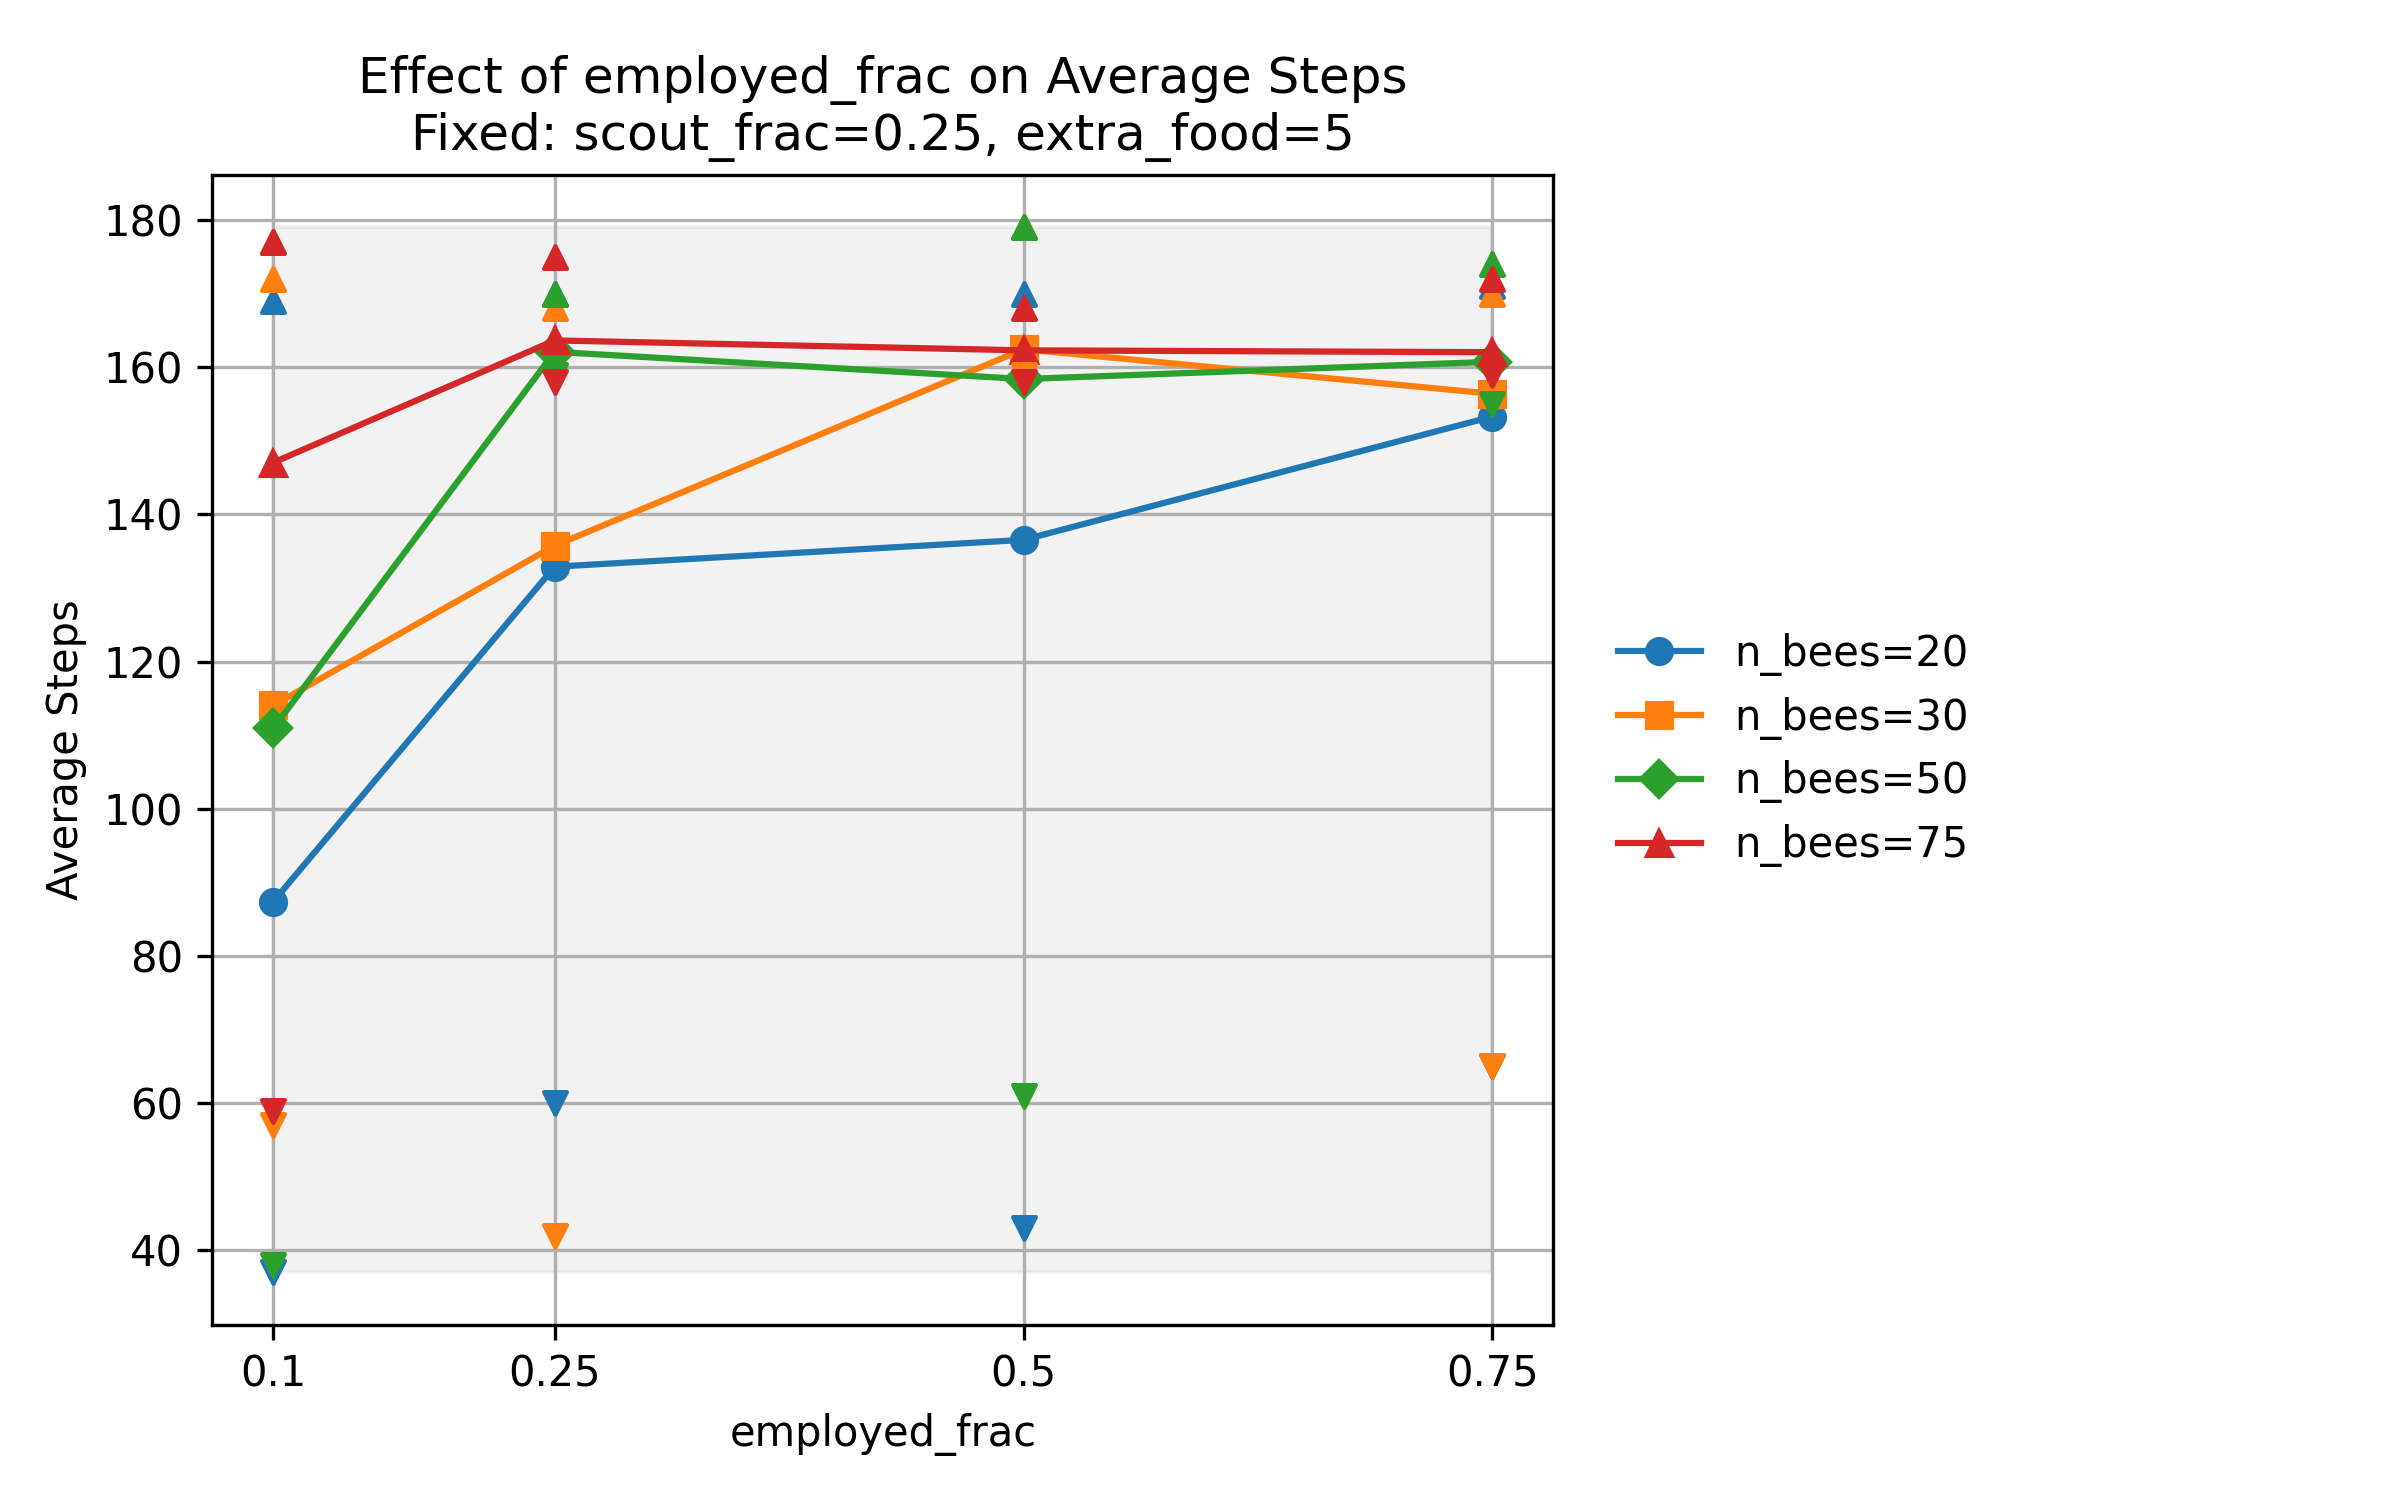 Effect of employed_frac on Average Steps
Fixed: scout_frac=0.25, extra_food=5
180
160
140
120
100
80
60
40
Average Steps
0.1
0.25
0.5
0.75
employed_frac
n_bees=20
n_bees=30
n_bees=50
n_bees=75